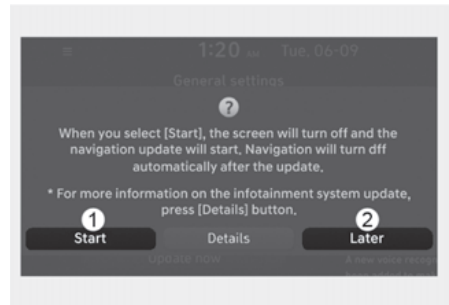 1:20 AM Tue, 06-09
General settings
?
When you select [Start], the screen will turn off and the
navigation update will start. Navigation will turn dff
automatically after the update.
* For more information on the infotainment system update,
press [Details] button.
1 2
Start Details Later
Update now A new voice recogn